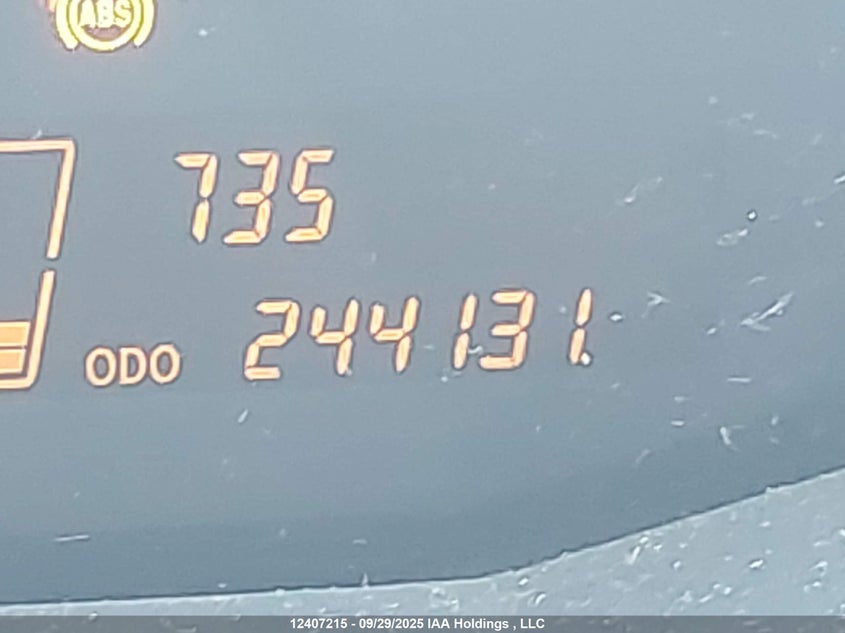 ABS
735
ODO 244131
12407215 - 09/29/2025 IAA Holdings , LLC